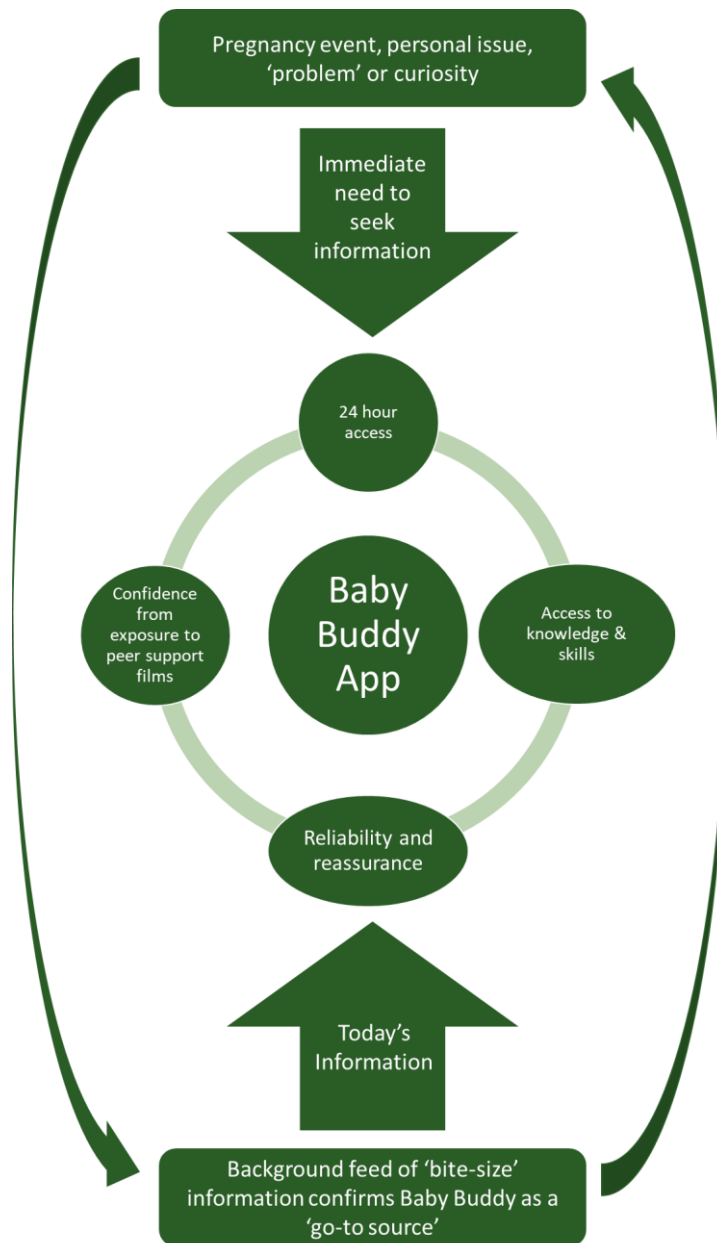 Pregnancy event, personal issue,
‘problem’ or curiosity
Immediate
need to
seek
information
24 hour
access
Confidence
from
exposure to
peer support
films
Baby
Buddy
App
Access to
knowledge &
skills
Reliability and
reassurance
Today’s
Information
Background feed of ‘bite-size’
information confirms Baby Buddy as a
‘go-to source’